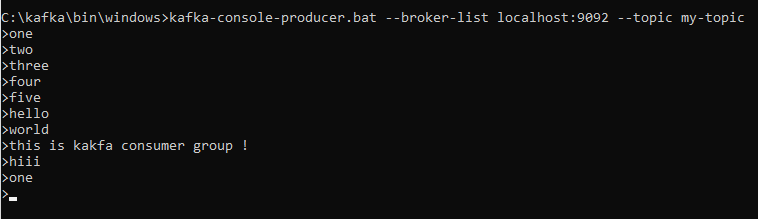 C:\kafka\bin\windows>kafka-console-producer.bat --broker-list localhost:9092 --topic my-topic
>one
>two
>three
>four
>five
>hello
>world
>this is kakfa consumer group !
>hiii
>one
>